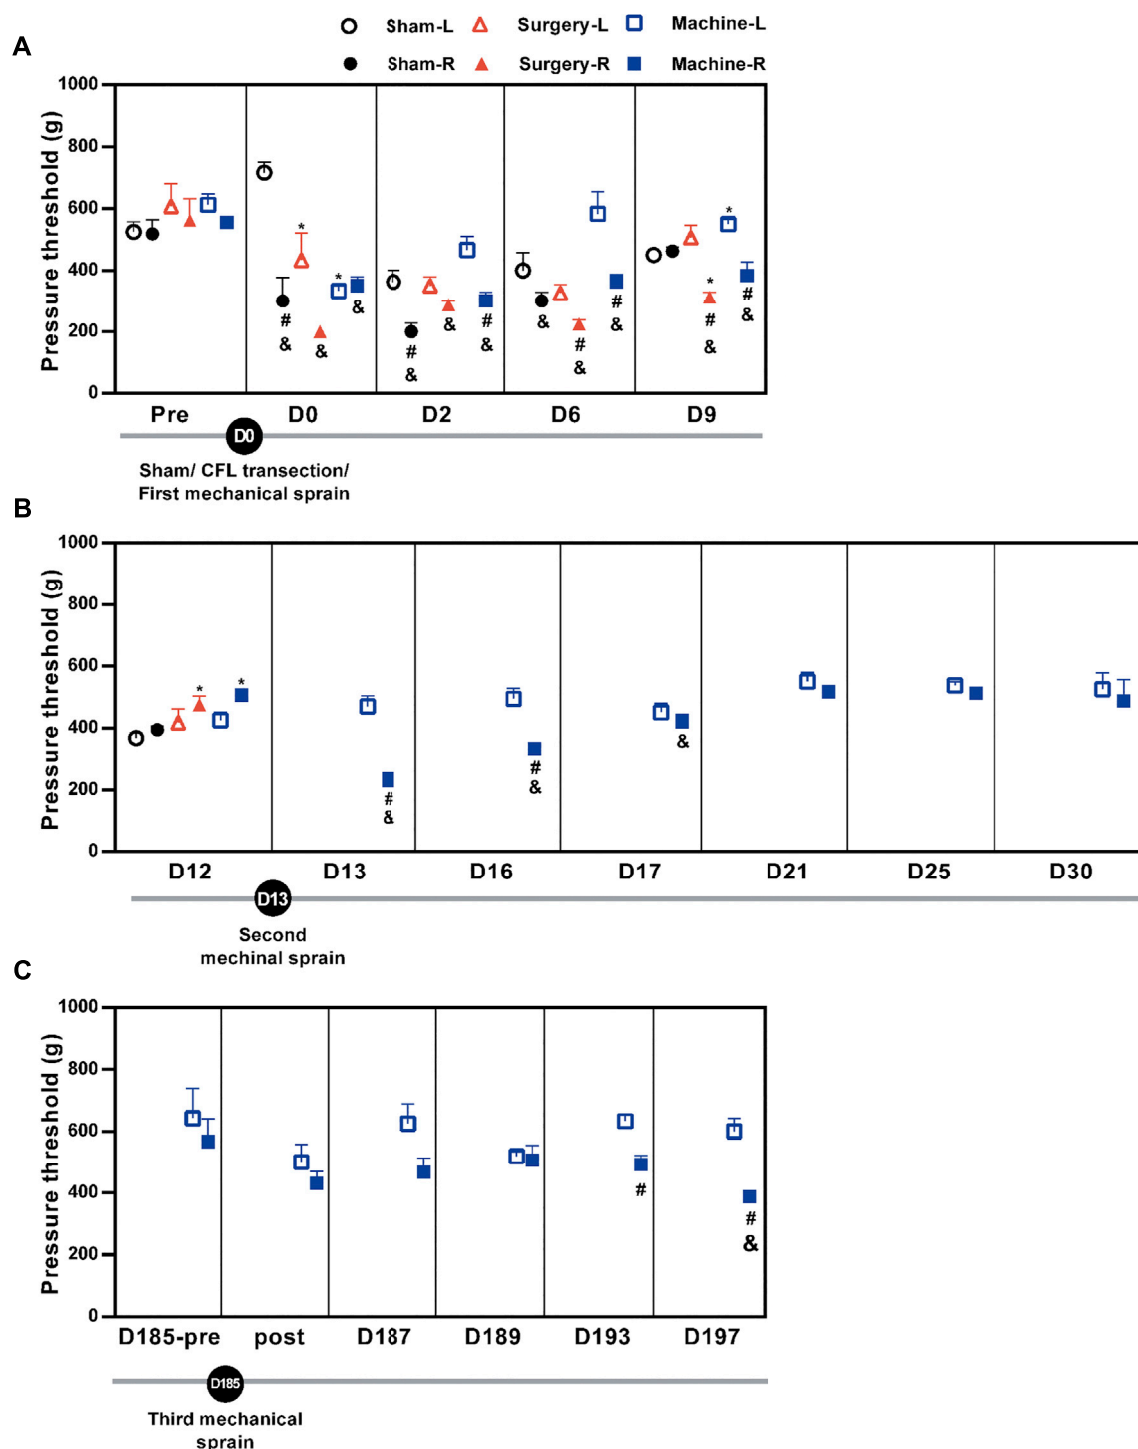 Sham-L Surgery-L Machine-L
A
Sham-R Surgery-R Machine-R
Pressure threshold (g)
1000
800
600
400
200
0
*
*
*
*
#
&
&
&
#
&
&
#
&
&
#
&
#
&
#
&
#
&
Pre D0 D2 D6 D9
D0
Sham/ CFL transection/
First mechanical sprain
B
Pressure threshold (g)
1000
800
600
400
200
0
* *
#
&
#
&
&
D12 D13 D16 D17 D21 D25 D30
D13
Second
mechinal sprain
C
Pressure threshold (g)
1000
800
600
400
200
0
#
#
&
D185-pre post D187 D189 D193 D197
D185
Third mechanical
sprain